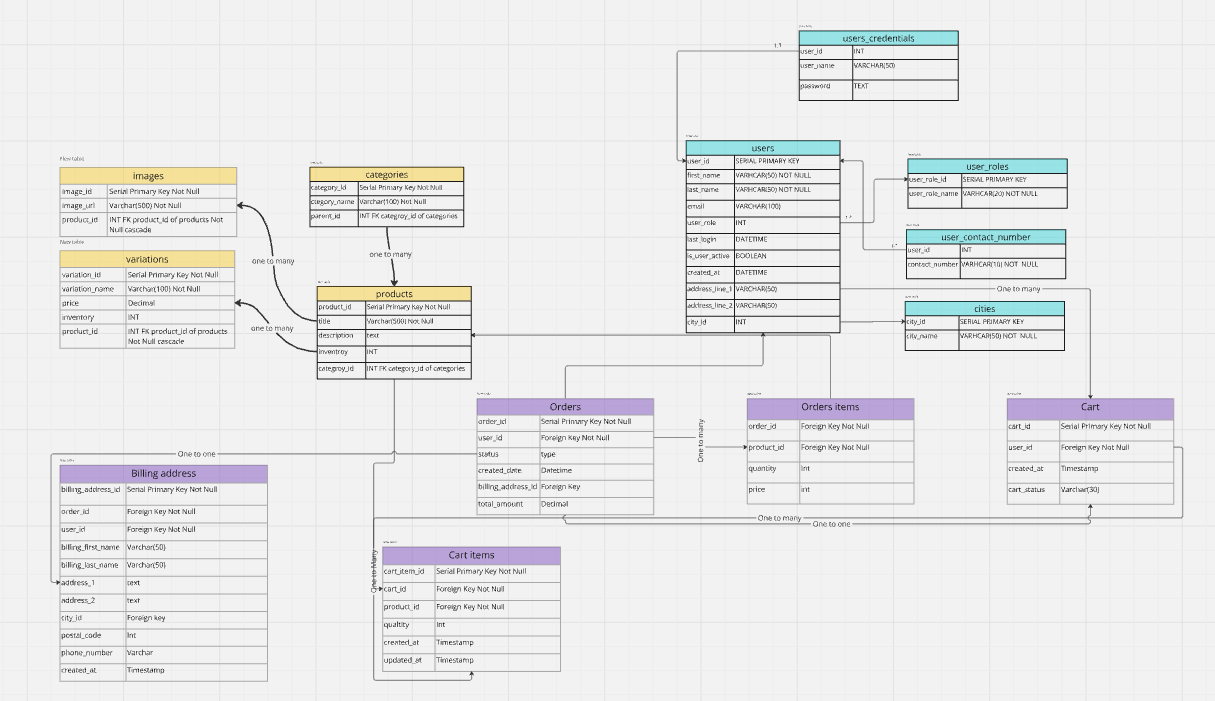 users_credentials
user_id INT
user_name VARCHAR(50)
password TEXT
1,1
users
user_id SERIAL PRIMARY KEY
first_name VARHCAR(50) NOT NULL
last_name VARHCAR(50) NOT NULL
email VARHCAR(100)
user_role INT
last_login DATETIME
is_user_active BOOLEAN
created_at DATETIME
address_line_1 VARCHAR(50)
address_line_2 VARCHAR(50)
city_id INT
user_roles
user_role_id SERIAL PRIMARY KEY
user_role_name VARHCAR(20) NOT NULL
user_contact_number
user_id INT
contact_number VARHCAR(10) NOT NULL
One to many
cities
city_id SERIAL PRIMARY KEY
city_name VARHCAR(50) NOT NULL
New table
images
image_id Serial Primary Key Not Null
image_url Varchar(500) Not Null
product_id INT FK product_id of products Not
Null cascade
New table
variations
variation_id Serial Primary Key Not Null
variation_name Varchar(100) Not Null
price Decimal
inventory INT
product_id INT FK product_id of products
Not Null cascade
categories
category_id Serial Primary Key Not Null
ctegory_name Varchar(100) Not Null
parent_id INT FK categroy_id of categories
one to many
one to many
one to many
products
product_id Serial Primary Key Not Null
title Varchar(500) Not Null
description text
inventroy INT
categroy_id INT FK category_id of categories
Orders
order_id Serial Primary Key Not Null
user_id Foreign Key Not Null
status type
created_date Datetime
billing_address_id Foreign Key
total_amount Decimal
One to many
Orders items
order_id Foreign Key Not Null
product_id Foreign Key Not Null
quantity Int
price int
Cart
cart_id Serial Primary Key Not Null
user_id Foreign Key Not Null
created_at Timestamp
cart_status Varchar(30)
One to one
Billing address
billing_address_id Serial Primary Key Not Null
order_id Foreign Key Not Null
user_id Foreign Key Not Null
billing_first_name Varchar(50)
billing_last_name Varchar(50)
address_1 text
address_2 text
city_id Foreign key
postal_code Int
phone_number Varchar
created_at Timestamp
One to many
One to one
One to Many
Cart items
cart_item_id Serial Primary Key Not Null
cart_id Foreign Key Not Null
product_id Foreign Key Not Null
qualtity Int
created_at Timestamp
updated_at Timestamp